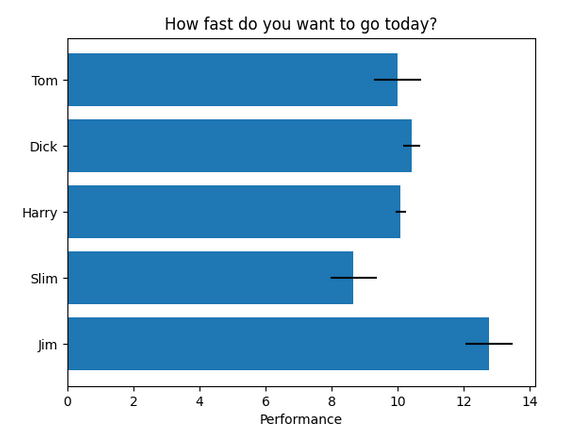 How fast do you want to go today?
Tom
Dick
Harry
Slim
Jim
0 2 4 6 8 10 12 14
Performance